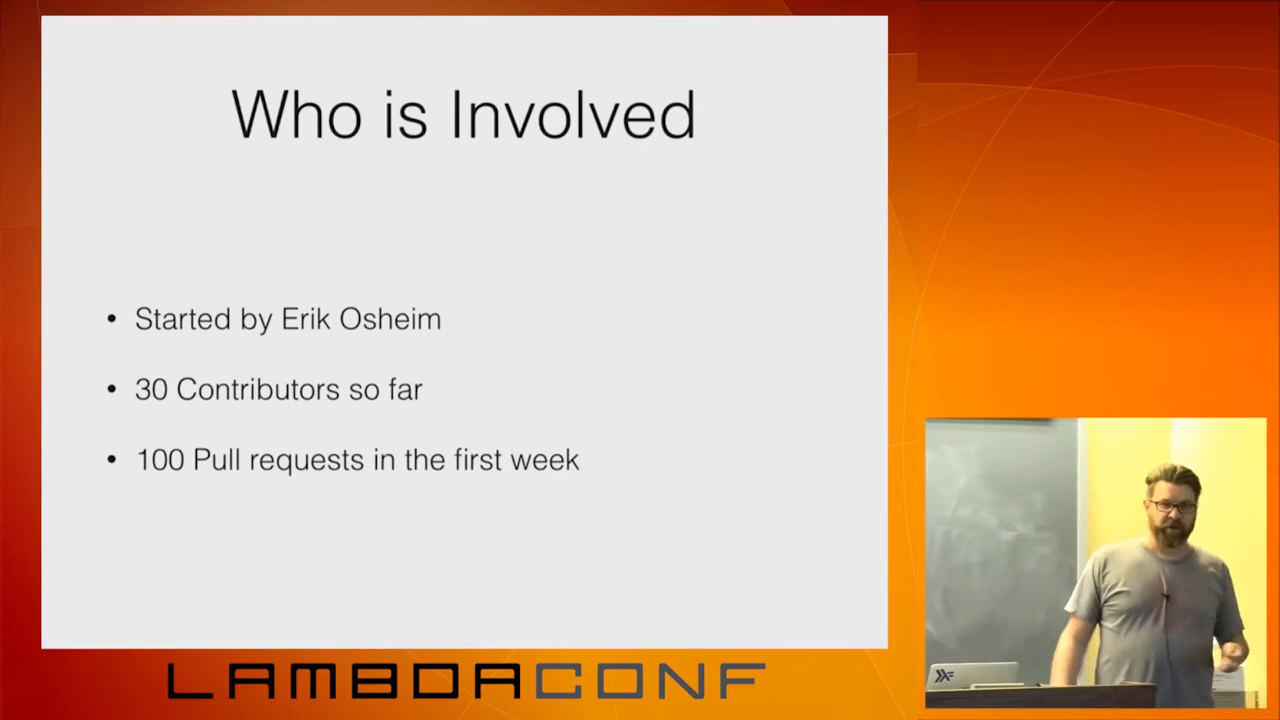 Who is Involved
• Started by Erik Osheim
• 30 Contributors so far
• 100 Pull requests in the first week
LAMBDACONF